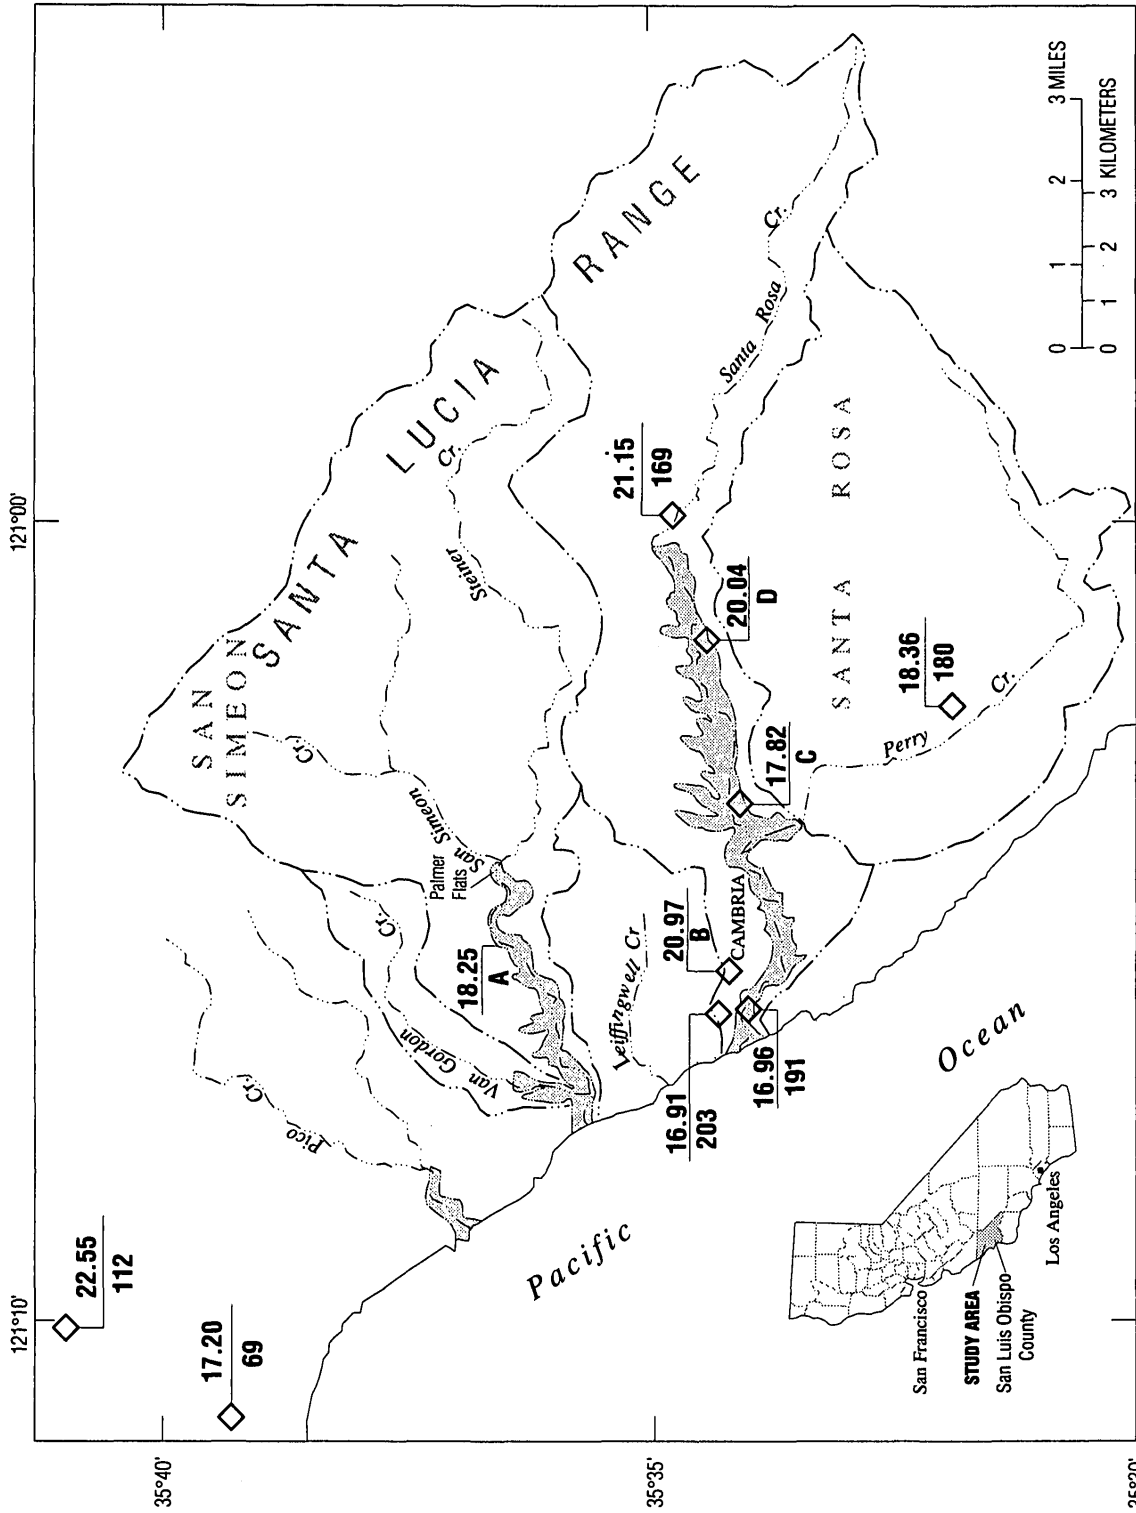 121°10'
121°00'
35°40'
35°35'
35°30'
22.55
112
17.20
69
SAN
SIMEON
SANTA LUCIA RANGE
Pico Cr.
Van Gordon Cr.
San Simeon Cr.
Steiner Cr.
Palmer
Flats
18.25
A
Leiffingwell Cr
21.15
169
20.97
B
CAMBRIA
20.04
D
Santa Rosa Cr.
16.91
203
16.96
191
17.82
C
SANTA ROSA
18.36
180
Perry Cr.
Pacific Ocean
San Francisco
STUDY AREA
San Luis Obispo
County
Los Angeles
0 1 2 3 MILES
0 1 2 3 KILOMETERS